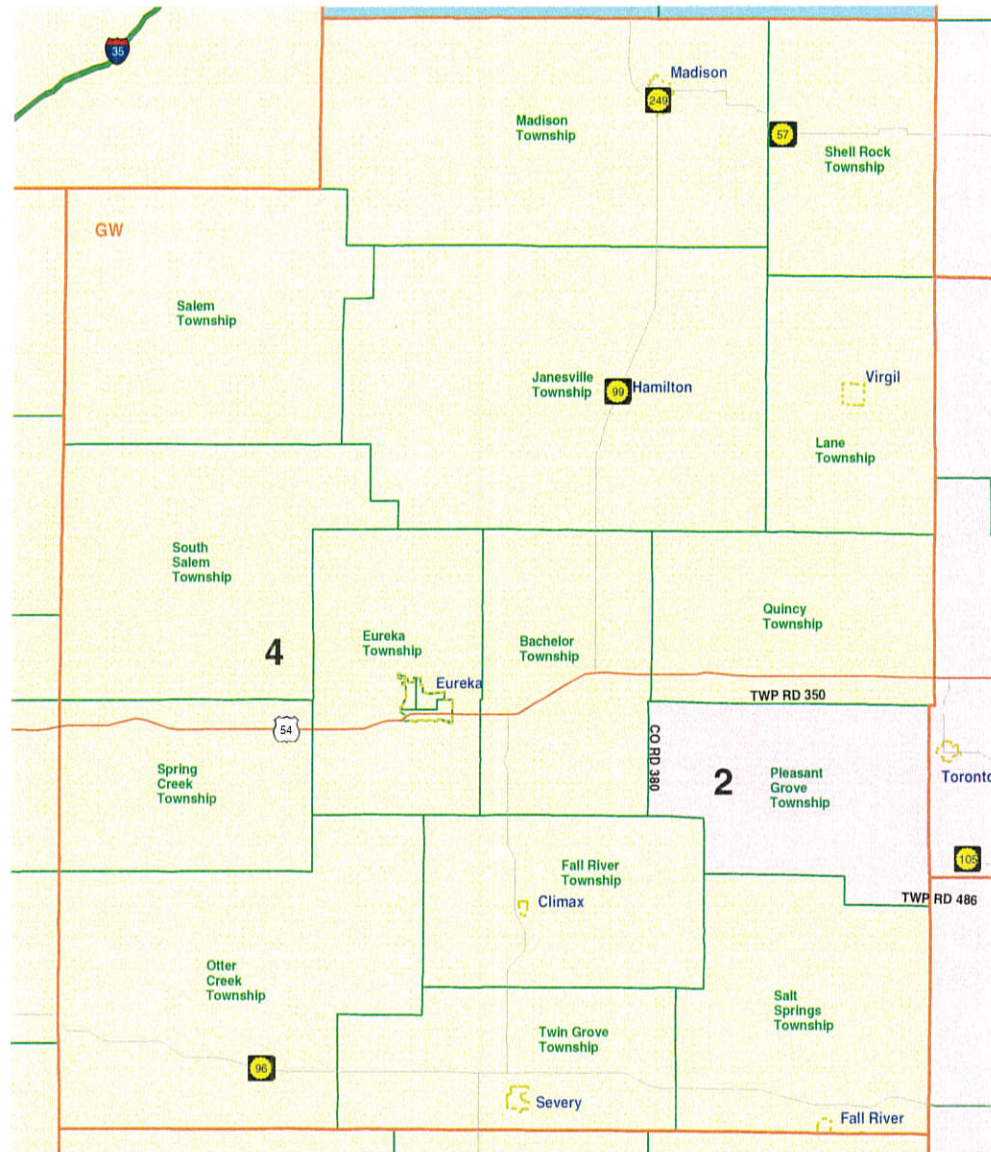 35
Madison
249
Madison
Township
57
Shell Rock
Township
GW
Salem
Township
Janesville
Township
99
Hamilton
Virgil
Lane
Township
South
Salem
Township
4
Eureka
Township
Bachelor
Township
Quincy
Township
Eureka
TWP RD 350
54
CO RD 380
Spring
Creek
Township
2
Pleasant
Grove
Township
Toronto
105
Fall River
Township
Climax
TWP RD 486
Otter
Creek
Township
Salt
Springs
Township
Twin Grove
Township
96
Severy
Fall River